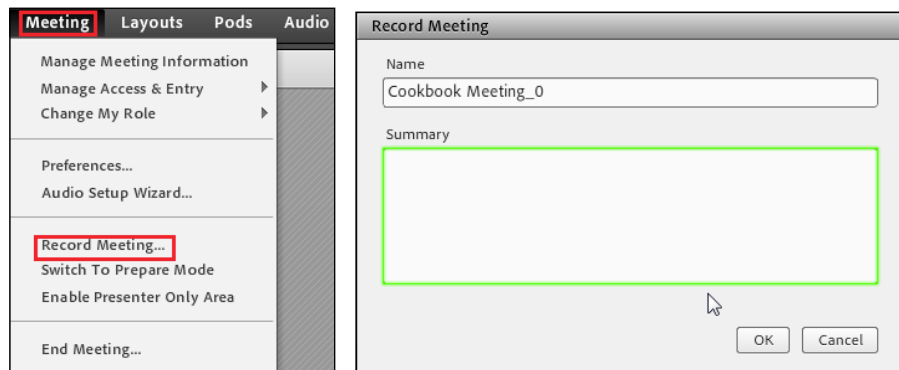 Meeting Layouts Pods Audio
Manage Meeting Information
Manage Access & Entry
Change My Role
Preferences...
Audio Setup Wizard...
Record Meeting...
Switch To Prepare Mode
Enable Presenter Only Area
End Meeting...
Record Meeting
Name
Cookbook Meeting_0
Summary
OK Cancel